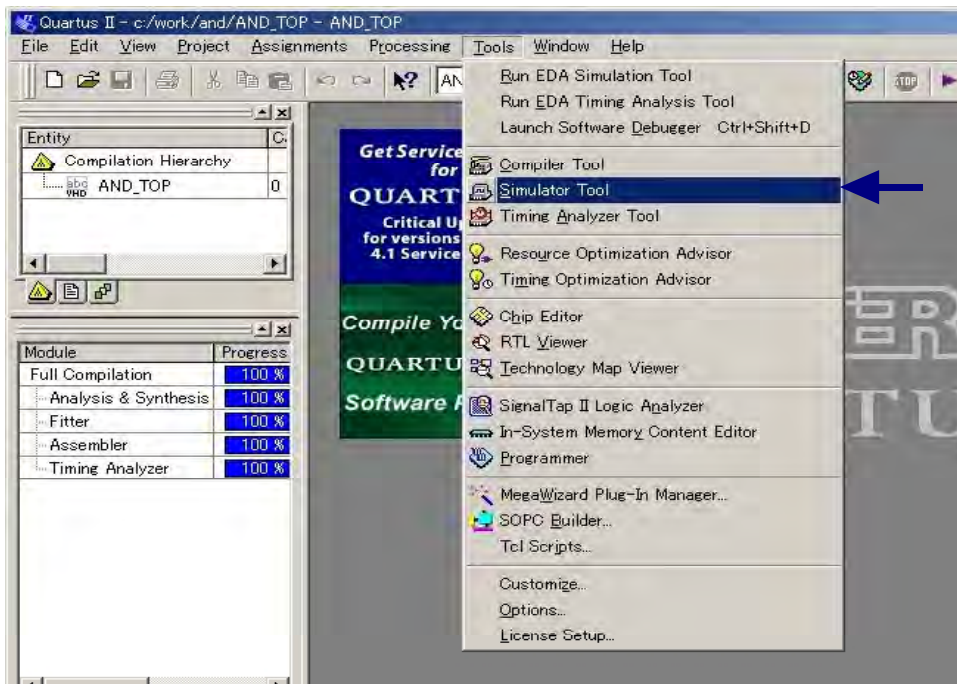 Quartus II - c:/work/and/AND_TOP - AND_TOP
File Edit View Project Assignments Processing Tools Window Help
AN
STOP
Entity C.
Compilation Hierarchy
abc VHD AND_TOP 0
Module Progress
Full Compilation 100 %
Analysis & Synthesis 100 %
Fitter 100 %
Assembler 100 %
Timing Analyzer 100 %
Get Service
for
QUART
Critical U
for versions
4.1 Service
Compile Yo
QUARTU
Software
Run EDA Simulation Tool
Run EDA Timing Analysis Tool
Launch Software Debugger Ctrl+Shift+D
Compiler Tool
Simulator Tool
Timing Analyzer Tool
Resource Optimization Advisor
Timing Optimization Advisor
Chip Editor
RTL Viewer
Technology Map Viewer
SignalTap II Logic Analyzer
In-System Memory Content Editor
Programmer
MegaWizard Plug-In Manager...
SOPC Builder...
Tcl Scripts...
Customize...
Options...
License Setup...
ER
TU